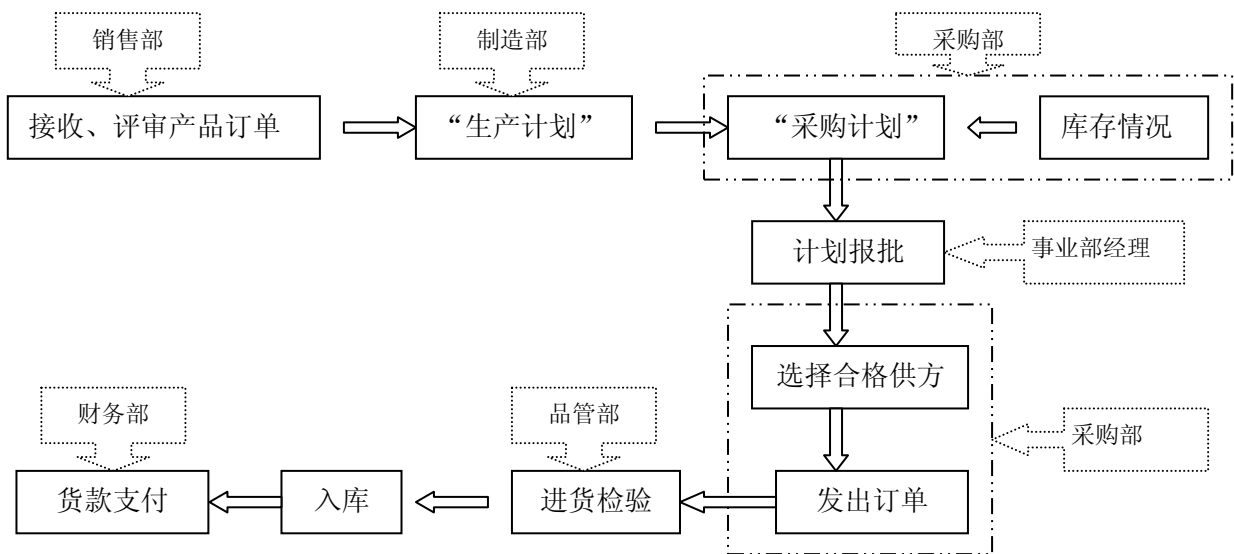 销售部
制造部
采购部
接收、评审产品订单
“生产计划”
“采购计划”
库存情况
计划报批
事业部经理
选择合格供方
财务部
品管部
采购部
货款支付
入库
进货检验
发出订单